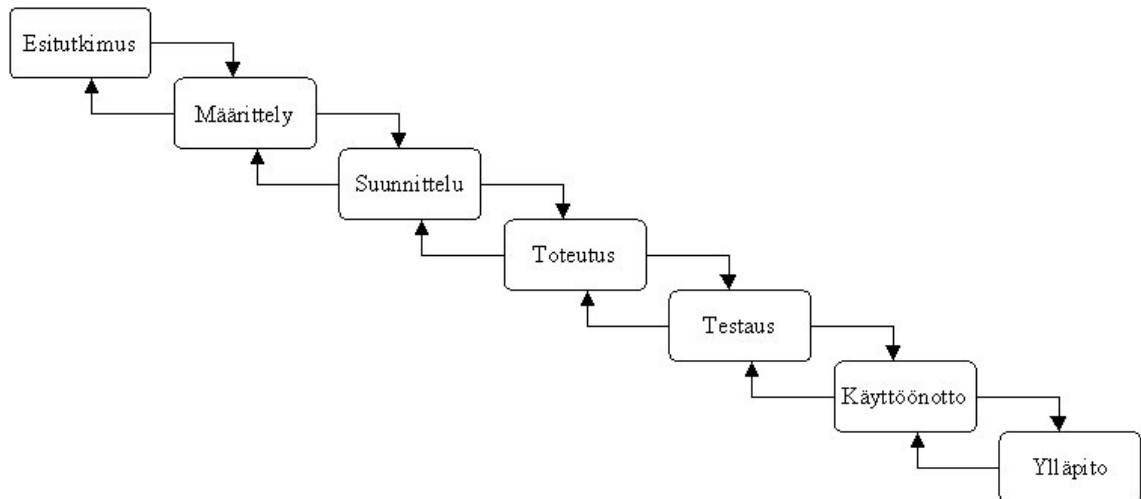 Esitutkimus
Määrittely
Suunnittelu
Toteutus
Testaus
Käyttöönotto
Ylläpito